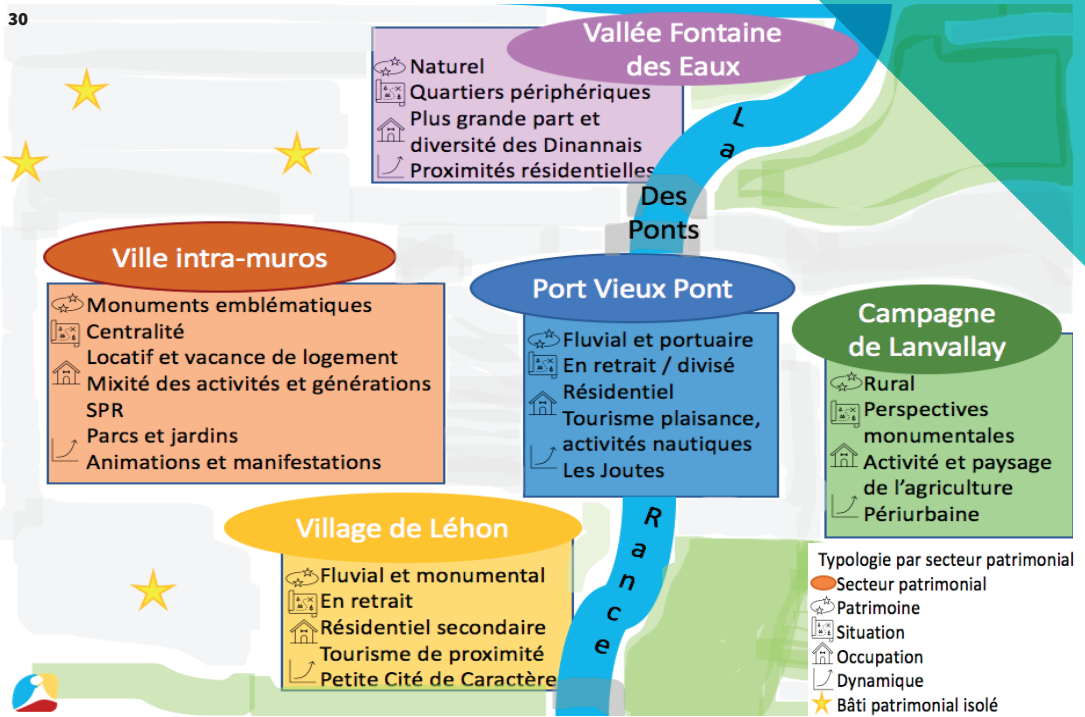 30
Vallée Fontaine
des Eaux
Naturel
Quartiers périphériques
Plus grande part et
diversité des Dinannais
Proximités résidentielles
La
Des
Ponts
Ville intra-muros
Monuments emblématiques
Centralité
Locatif et vacance de logement
Mixité des activités et générations
SPR
Parcs et jardins
Animations et manifestations
Port Vieux Pont
Fluvial et portuaire
En retrait / divisé
Résidentiel
Tourisme plaisance,
activités nautiques
Les Joutes
Campagne
de Lanvallay
Rural
Perspectives
monumentales
Activité et paysage
de l’agriculture
Périurbaine
Village de Léhon
Fluvial et monumental
En retrait
Résidentiel secondaire
Tourisme de proximité
Petite Cité de Caractère
Rance
Typologie par secteur patrimonial
Secteur patrimonial
Patrimoine
Situation
Occupation
Dynamique
Bâti patrimonial isolé